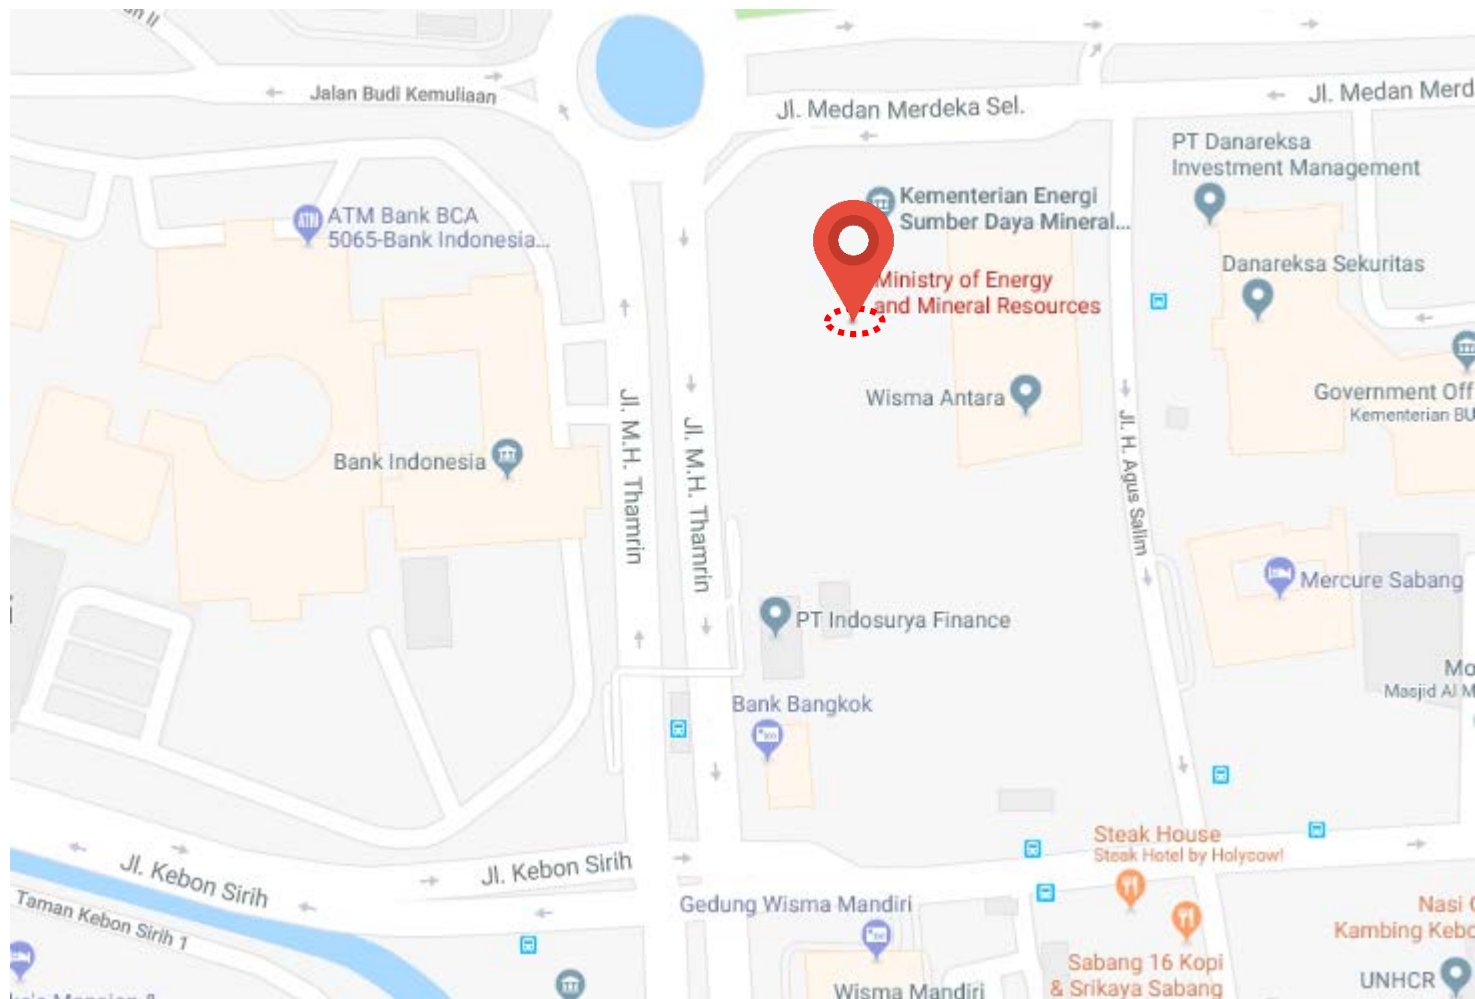 Jalan Budi Kemuliaan
Jl. Medan Merdeka Sel.
Jl. Medan Merd
PT Danareksa
Investment Management
Kementerian Energi
Sumber Daya Mineral...
ATM
ATM Bank BCA
5065-Bank Indonesia...
Ministry of Energy
and Mineral Resources
Danareksa Sekuritas
Wisma Antara
Government Off
Kementerian BU
Jl. M.H. Thamrin
Jl. M.H. Thamrin
Jl. H. Agus Salim
Bank Indonesia
Mercure Sabang
PT Indosurya Finance
Mo
Masjid Al M
Bank Bangkok
Steak House
Steak Hotel by Holycow!
Jl. Kebon Sirih
Jl. Kebon Sirih
Taman Kebon Sirih 1
Gedung Wisma Mandiri
Nasi
Kambing Kebo
Sabang 16 Kopi
& Srikaya Sabang
UNHCR
Wisma Mandiri